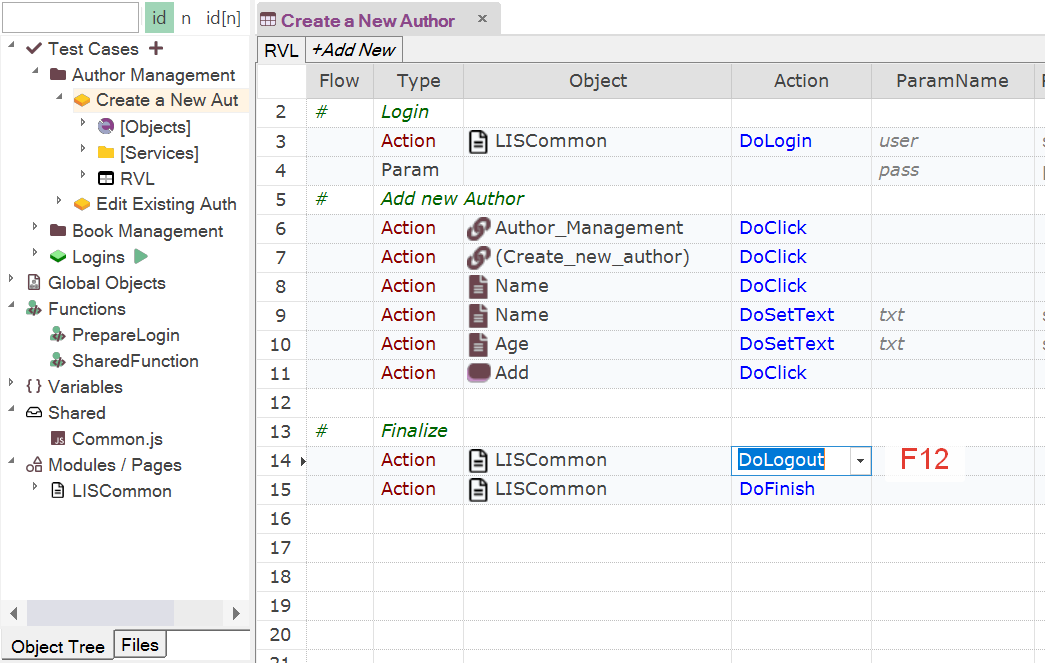 id n id[n]
Test Cases
Author Management
Create a New Aut
[Objects]
[Services]
RVL
Edit Existing Auth
Book Management
Logins
Global Objects
Functions
PrepareLogin
SharedFunction
{} Variables
Shared
JS Common.js
Modules / Pages
LISCommon
Object Tree Files
Create a New Author ×
RVL +Add New
Flow Type Object Action ParamName
2 # Login
3 Action LISCommon DoLogin user
4 Param pass
5 # Add new Author
6 Action Author_Management DoClick
7 Action (Create_new_author) DoClick
8 Action Name DoClick
9 Action Name DoSetText txt
10 Action Age DoSetText txt
11 Action Add DoClick
12
13 # Finalize
14 Action LISCommon DoLogout F12
15 Action LISCommon DoFinish
16
17
18
19
20
21